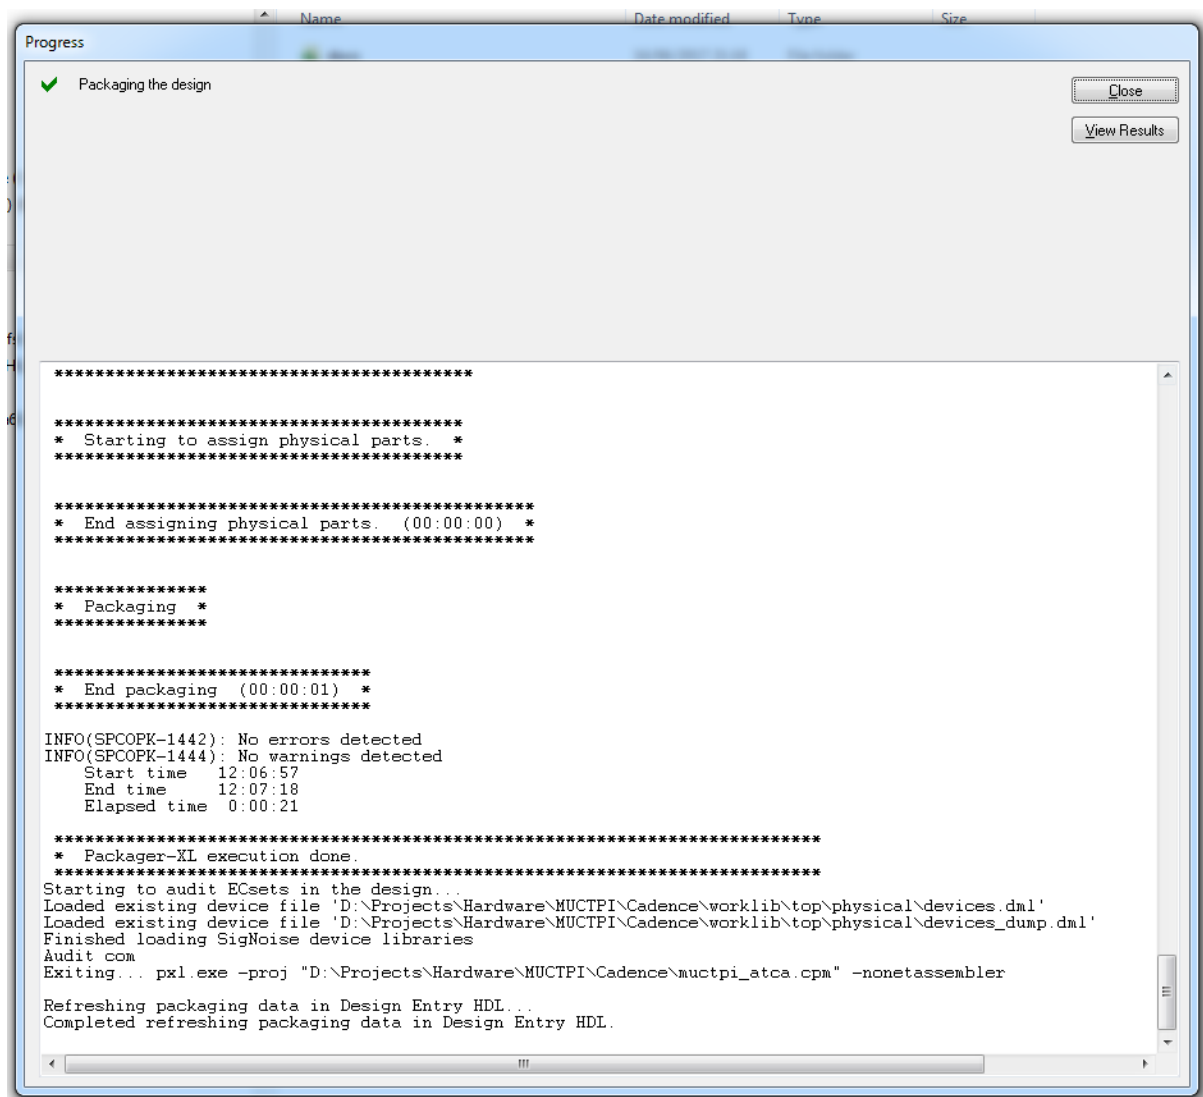 Name Date modified Type Size
Progress
Packaging the design
Close
View Results
*****************************************
****************************************
* Starting to assign physical parts. *
****************************************
***********************************************
* End assigning physical parts. (00:00:00) *
***********************************************
***************
* Packaging *
***************
*******************************
* End packaging (00:00:01) *
*******************************
INFO(SPCOPK-1442): No errors detected
INFO(SPCOPK-1444): No warnings detected
Start time 12:06:57
End time 12:07:18
Elapsed time 0:00:21
***************************************************************************
* Packager-XL execution done.
***************************************************************************
Starting to audit ECsets in the design...
Loaded existing device file 'D:\Projects\Hardware\MUCTPI\Cadence\worklib\top\physical\devices.dml'
Loaded existing device file 'D:\Projects\Hardware\MUCTPI\Cadence\worklib\top\physical\devices_dump.dml'
Finished loading SigNoise device libraries
Audit com
Exiting... pxl.exe -proj "D:\Projects\Hardware\MUCTPI\Cadence\muctpi_atca.cpm" -nonetassembler
Refreshing packaging data in Design Entry HDL...
Completed refreshing packaging data in Design Entry HDL.